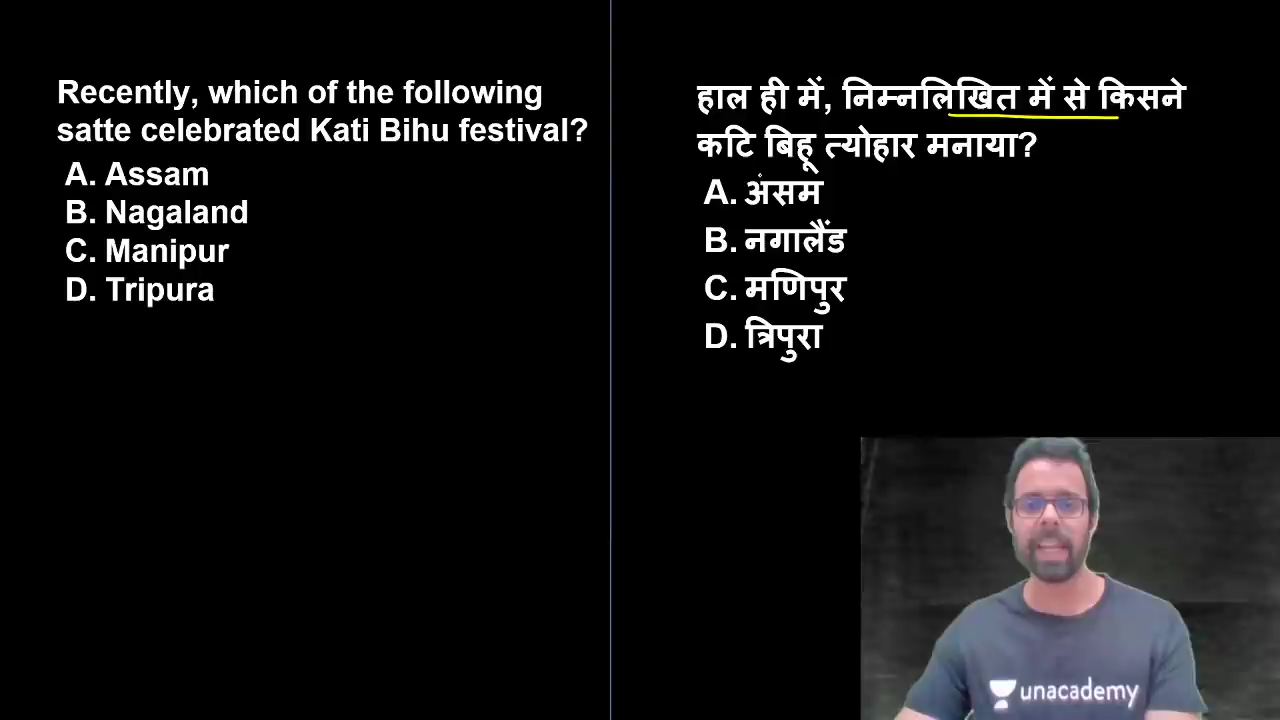 Recently, which of the following
satte celebrated Kati Bihu festival?
A. Assam
B. Nagaland
C. Manipur
D. Tripura
हाल ही में, निम्नलिखित में से किसने
कटि बिहू त्योहार मनाया?
A. अंसम
B. नगालैंड
C. मणिपुर
D. त्रिपुरा
unacademy